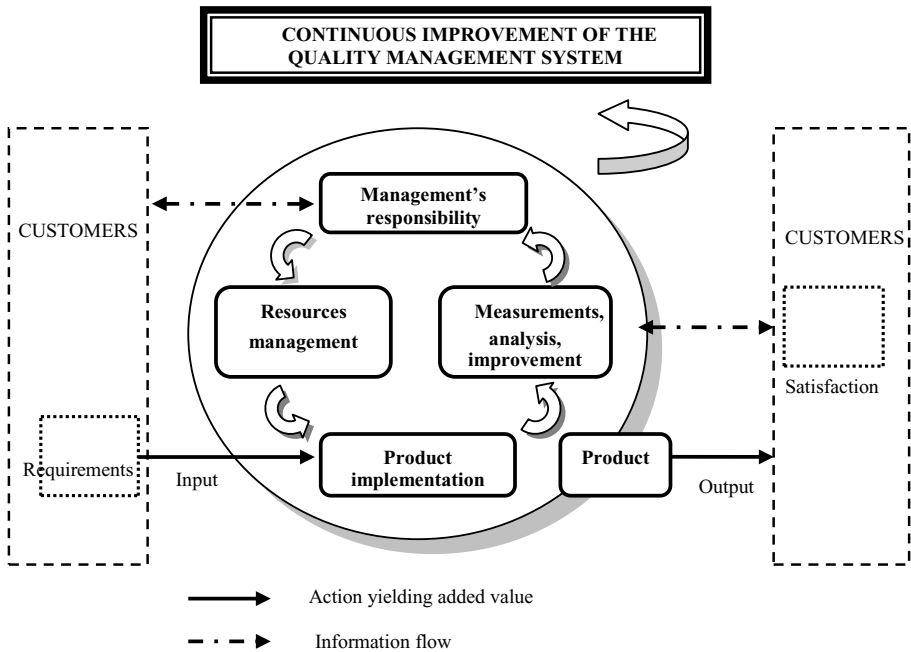 CONTINUOUS IMPROVEMENT OF THE
QUALITY MANAGEMENT SYSTEM
CUSTOMERS
Requirements
Input
Management's
responsibility
Resources
management
Measurements,
analysis,
improvement
Product
implementation
Product
Output
CUSTOMERS
Satisfaction
Action yielding added value
Information flow